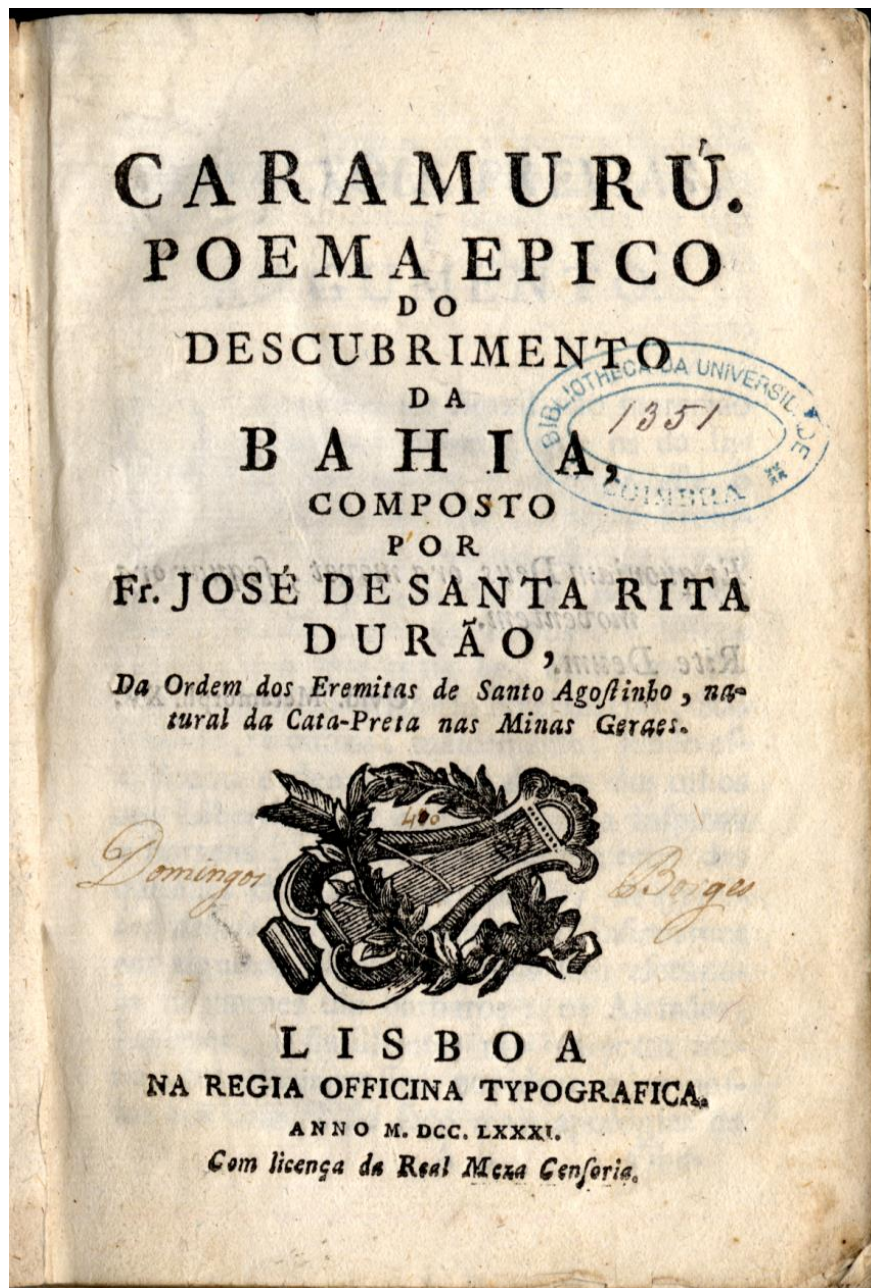 CARAMURÚ.
POEMA EPICO
DO
DESCUBRIMENTO
DA
BAHIA,
COMPOSTO
POR
Fr. JOSÉ DE SANTA RITA
DURÃO,
Da Ordem dos Eremitas de Santo Agoſtinho, na-
tural da Cata-Preta nas Minas Geraes.
BIBLIOTHECA DA UNIVERSIDADE
1351
COIMBRA
Domingos Borges
LISBOA
NA REGIA OFFICINA TYPOGRAFICA.
ANNO M. DCC. LXXXI.
Com licença da Real Meza Cenſoria.